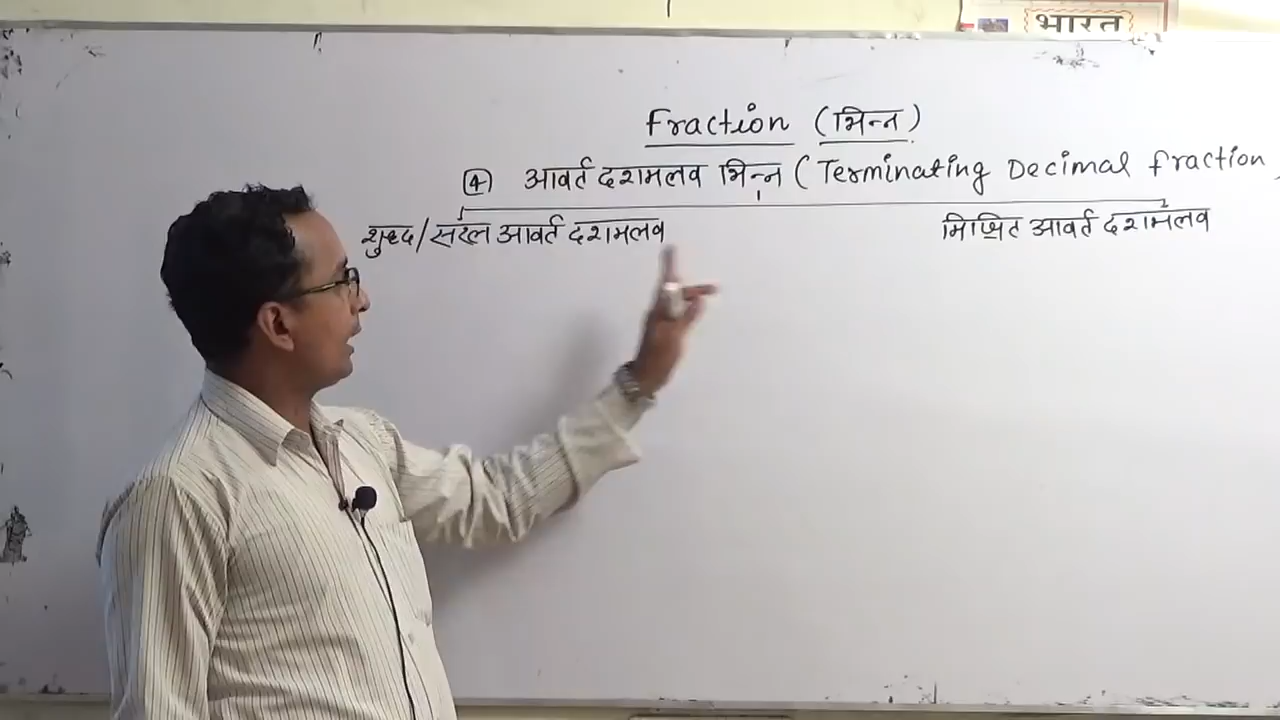 भारत
Fraction (भिन्न)
4 आवर्त दशमलव भिन्न (Terminating Decimal fraction)
शुध्द/सरल आवर्त दशमलव
मिश्रित आवर्त दशमलव